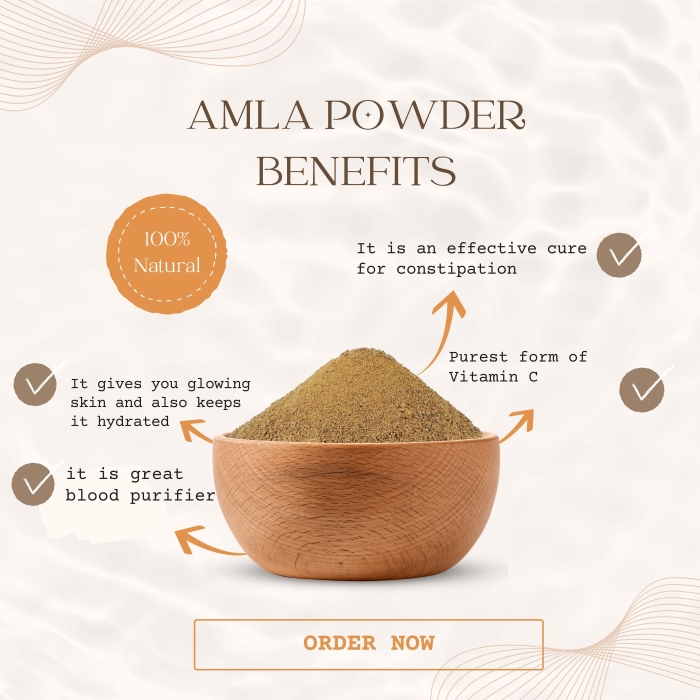 AMLA POWDER
BENEFITS
100%
Natural
It is an effective cure
for constipation
Purest form of
Vitamin C
It gives you glowing
skin and also keeps
it hydrated
it is great
blood purifier
ORDER NOW